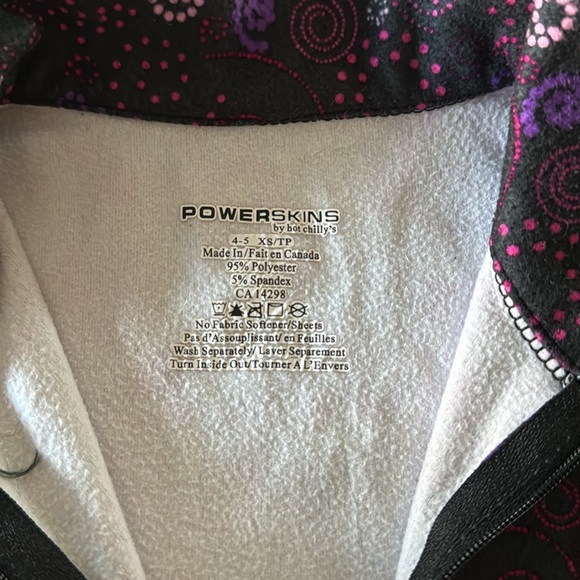 POWERSKINS
by hot chilly's
4-5 XS/TP
Made In/Fait en Canada
95% Polyester
5% Spandex
CA 14298
No Fabric Softener/Sheets
Pas d'Assouplissant/ en Feuilles
Wash Separately/ Laver Separement
Turn Inside Out/Tourner A L'Envers